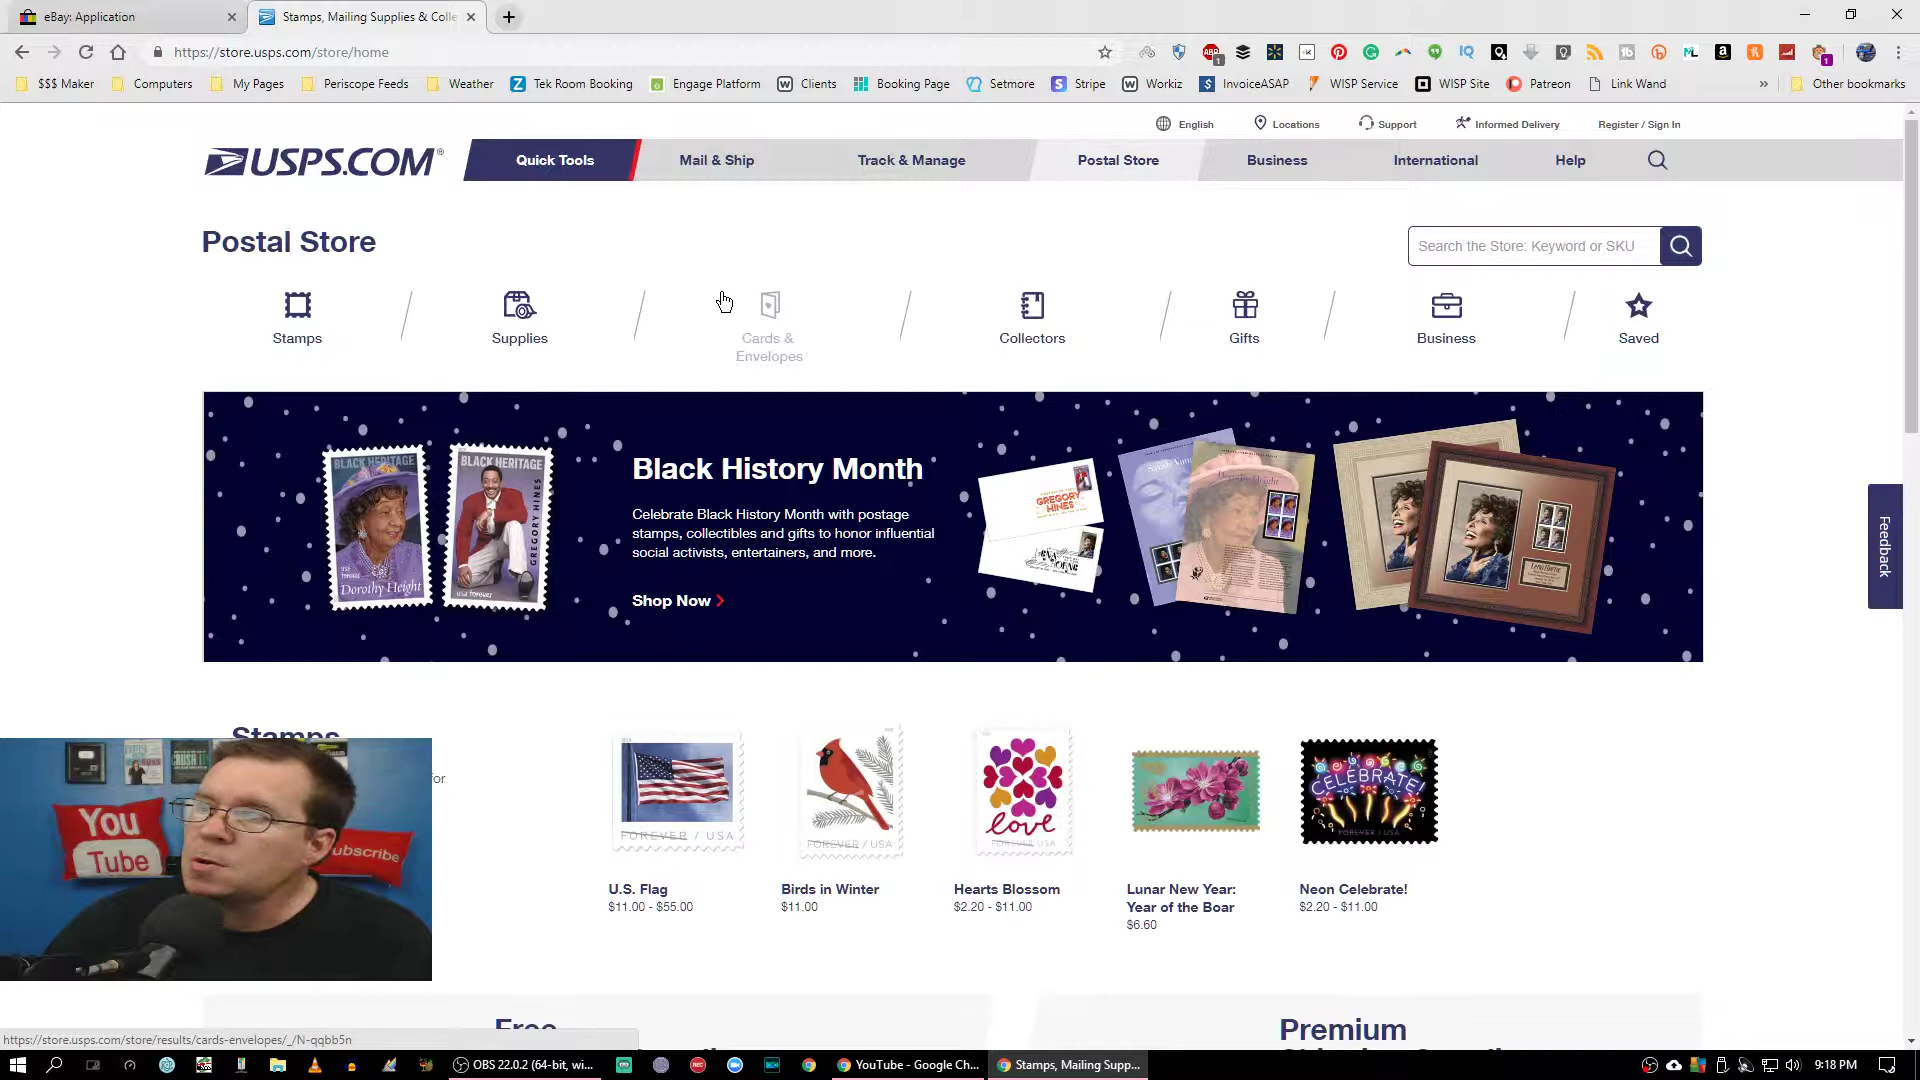 eBay: Application
Stamps, Mailing Supplies & Colle
https://store.usps.com/store/home
$$$ Maker
Computers
My Pages
Periscope Feeds
Weather
Tek Room Booking
Engage Platform
Clients
Booking Page
Setmore
Stripe
Workiz
InvoiceASAP
WISP Service
WISP Site
Patreon
Link Wand
»
Other bookmarks
English
Locations
Support
Informed Delivery
Register / Sign In
USPS.COM®
Quick Tools
Mail & Ship
Track & Manage
Postal Store
Business
International
Help
Postal Store
Search the Store: Keyword or SKU
Stamps
Supplies
Cards &
Envelopes
Collectors
Gifts
Business
Saved
BLACK HERITAGE
Dorothy Height
BLACK HERITAGE
GREGORY HINES
USA FOREVER
Black History Month
Celebrate Black History Month with postage
stamps, collectibles and gifts to honor influential
social activists, entertainers, and more.
Shop Now
GREGORY
HINES
Dorothy Height
Feedback
Stamps
for
FOREVER / USA
FOREVER / USA
love
FOREVER / USA
CELEBRATE!
FOREVER / USA
U.S. Flag
$11.00 - $55.00
Birds in Winter
$11.00
Hearts Blossom
$2.20 - $11.00
Lunar New Year:
Year of the Boar
$6.60
Neon Celebrate!
$2.20 - $11.00
You
Tube
Subscribe
Free
Premium
https://store.usps.com/store/results/cards-envelopes/_/N-qqbb5n
OBS 22.0.2 (64-bit, wi...
YouTube - Google Ch...
Stamps, Mailing Supp...
9:18 PM